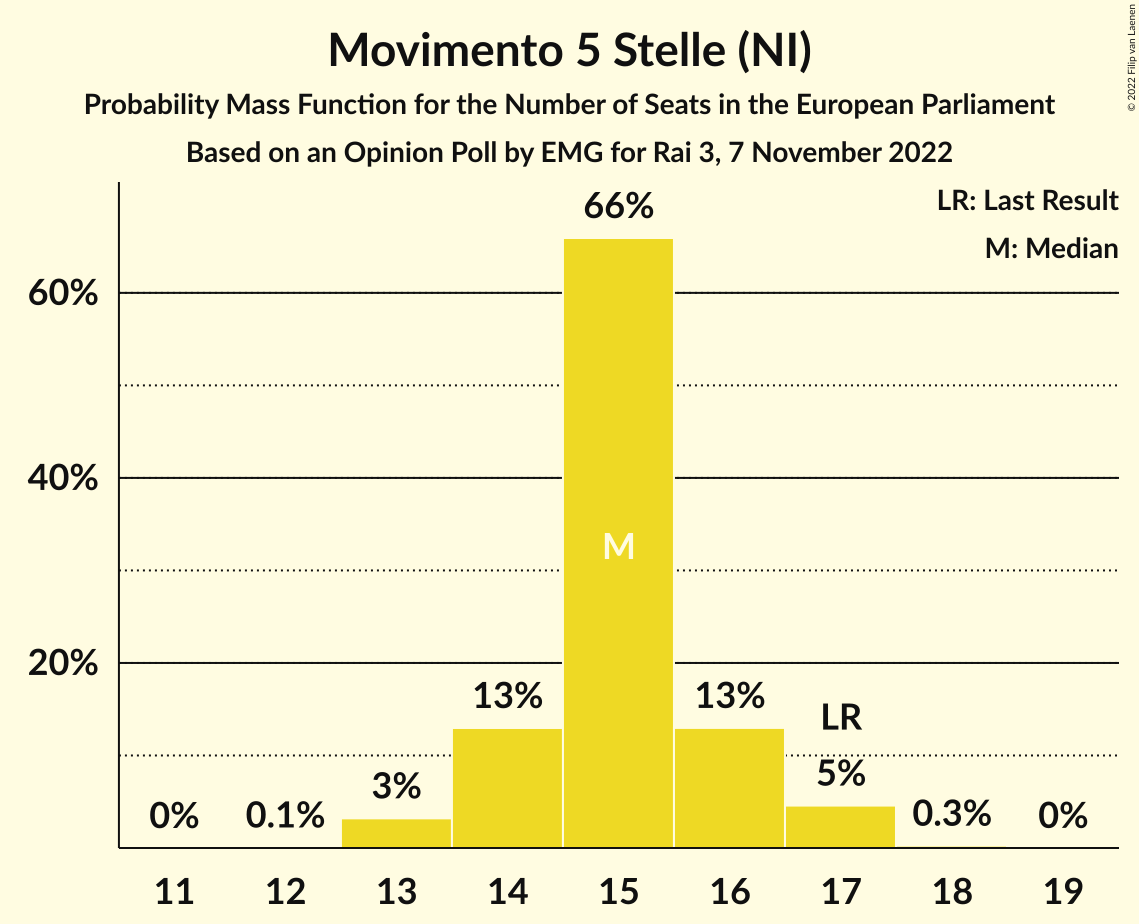 Movimento 5 Stelle (NI)
Probability Mass Function for the Number of Seats in the European Parliament
Based on an Opinion Poll by EMG for Rai 3, 7 November 2022
© 2022 Filip van Laenen
LR: Last Result
M: Median
60%
40%
20%
0%
0.1%
3%
13%
66%
M
13%
LR
5%
0.3%
0%
11 12 13 14 15 16 17 18 19